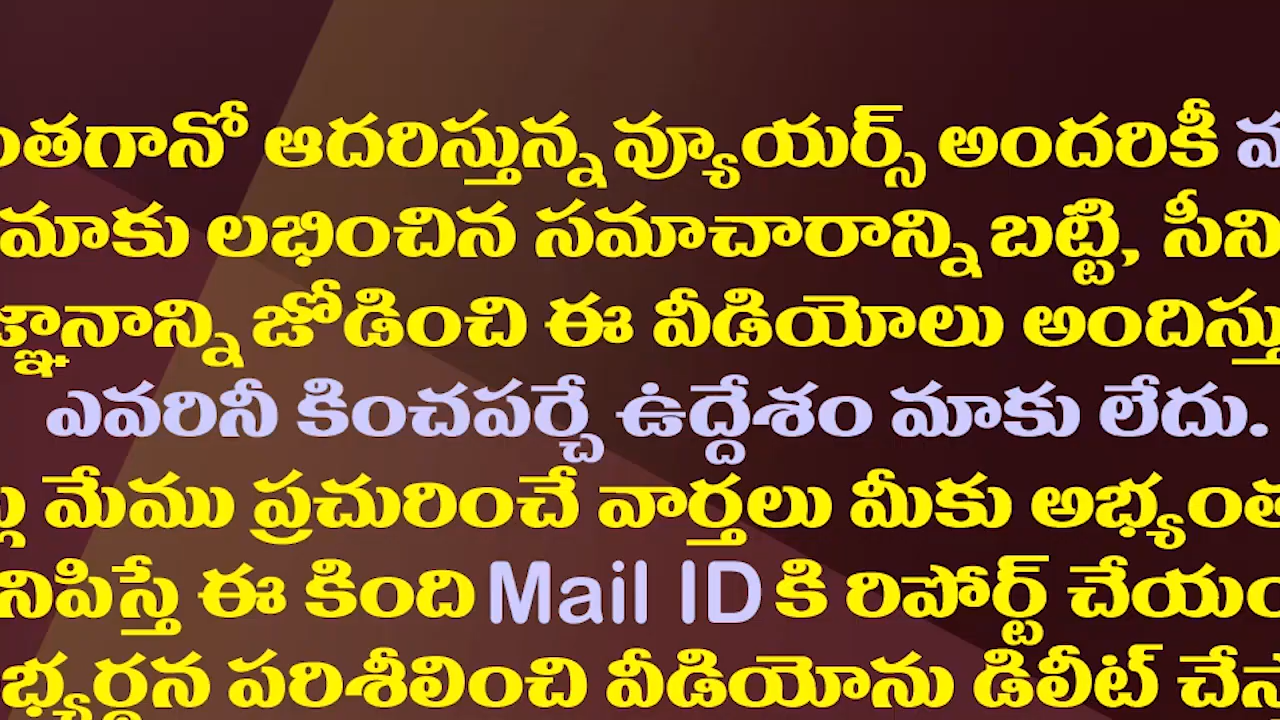 ంతగానో ఆదరిస్తున్న వ్యూయర్స్ అందరికీ
మాకు లభించిన సమాచారాన్ని బట్టి, సీని
జ్ఞానాన్ని జోడించి ఈ వీడియోలు అందిస్తు
ఎవరినీ కించపర్చే ఉద్దేశం మాకు లేదు.
మేము ప్రచురించే వార్తలు మీకు అభ్యంత
నిపిస్తే ఈ కింది Mail ID కి రిపోర్ట్ చేయం
భ్యర్థన పరిశీలించి వీడియోను డిలీట్ చేస